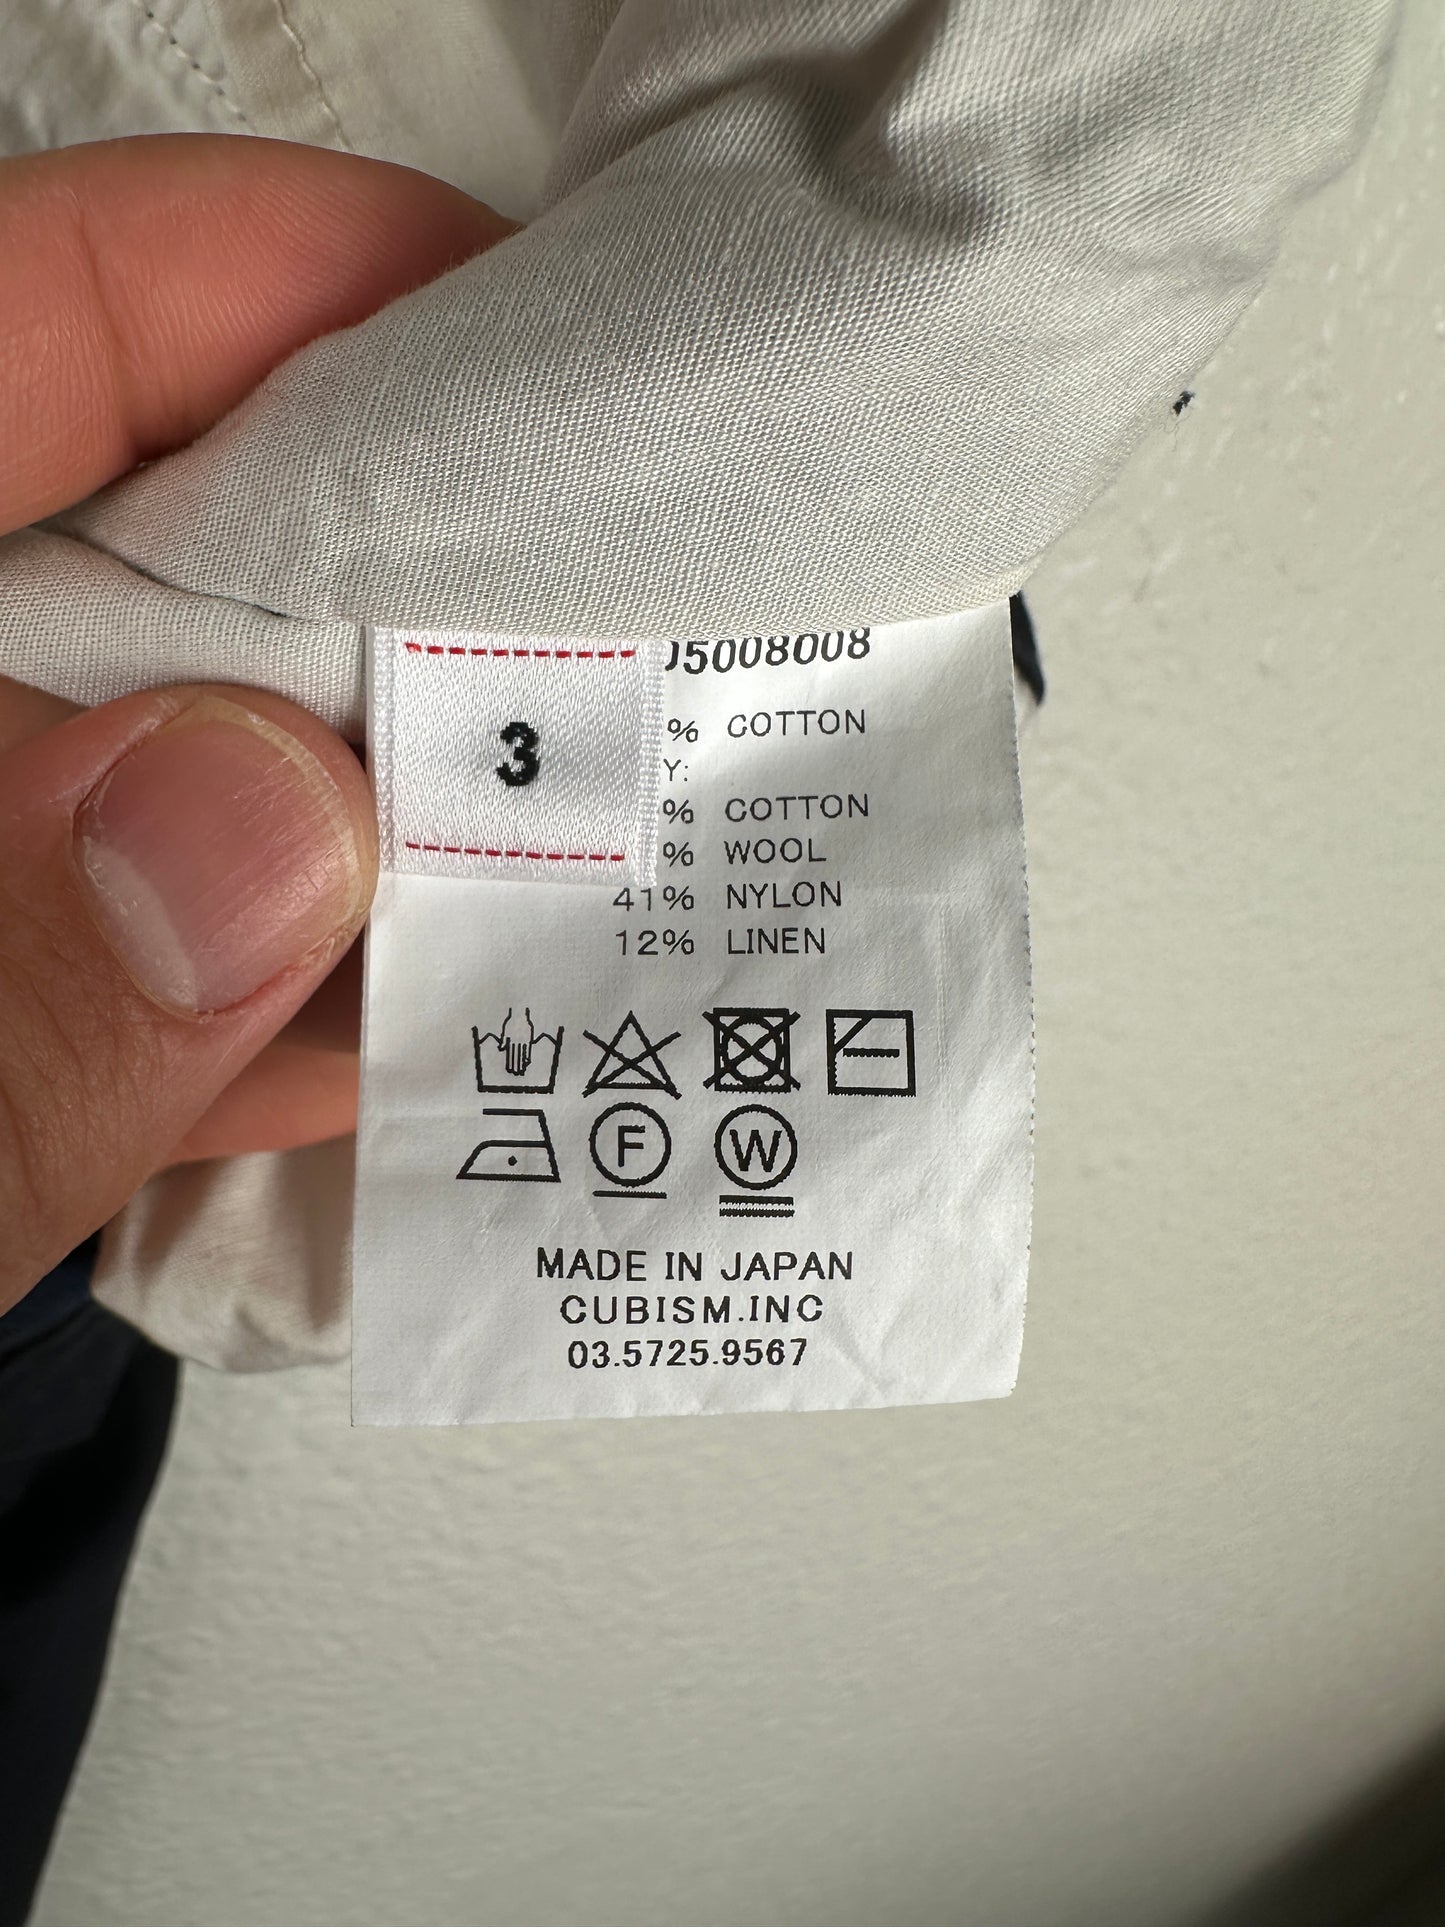 3
5008008
% COTTON
Y:
% COTTON
% WOOL
41% NYLON
12% LINEN
F
W
MADE IN JAPAN
CUBISM.INC
03.5725.9567